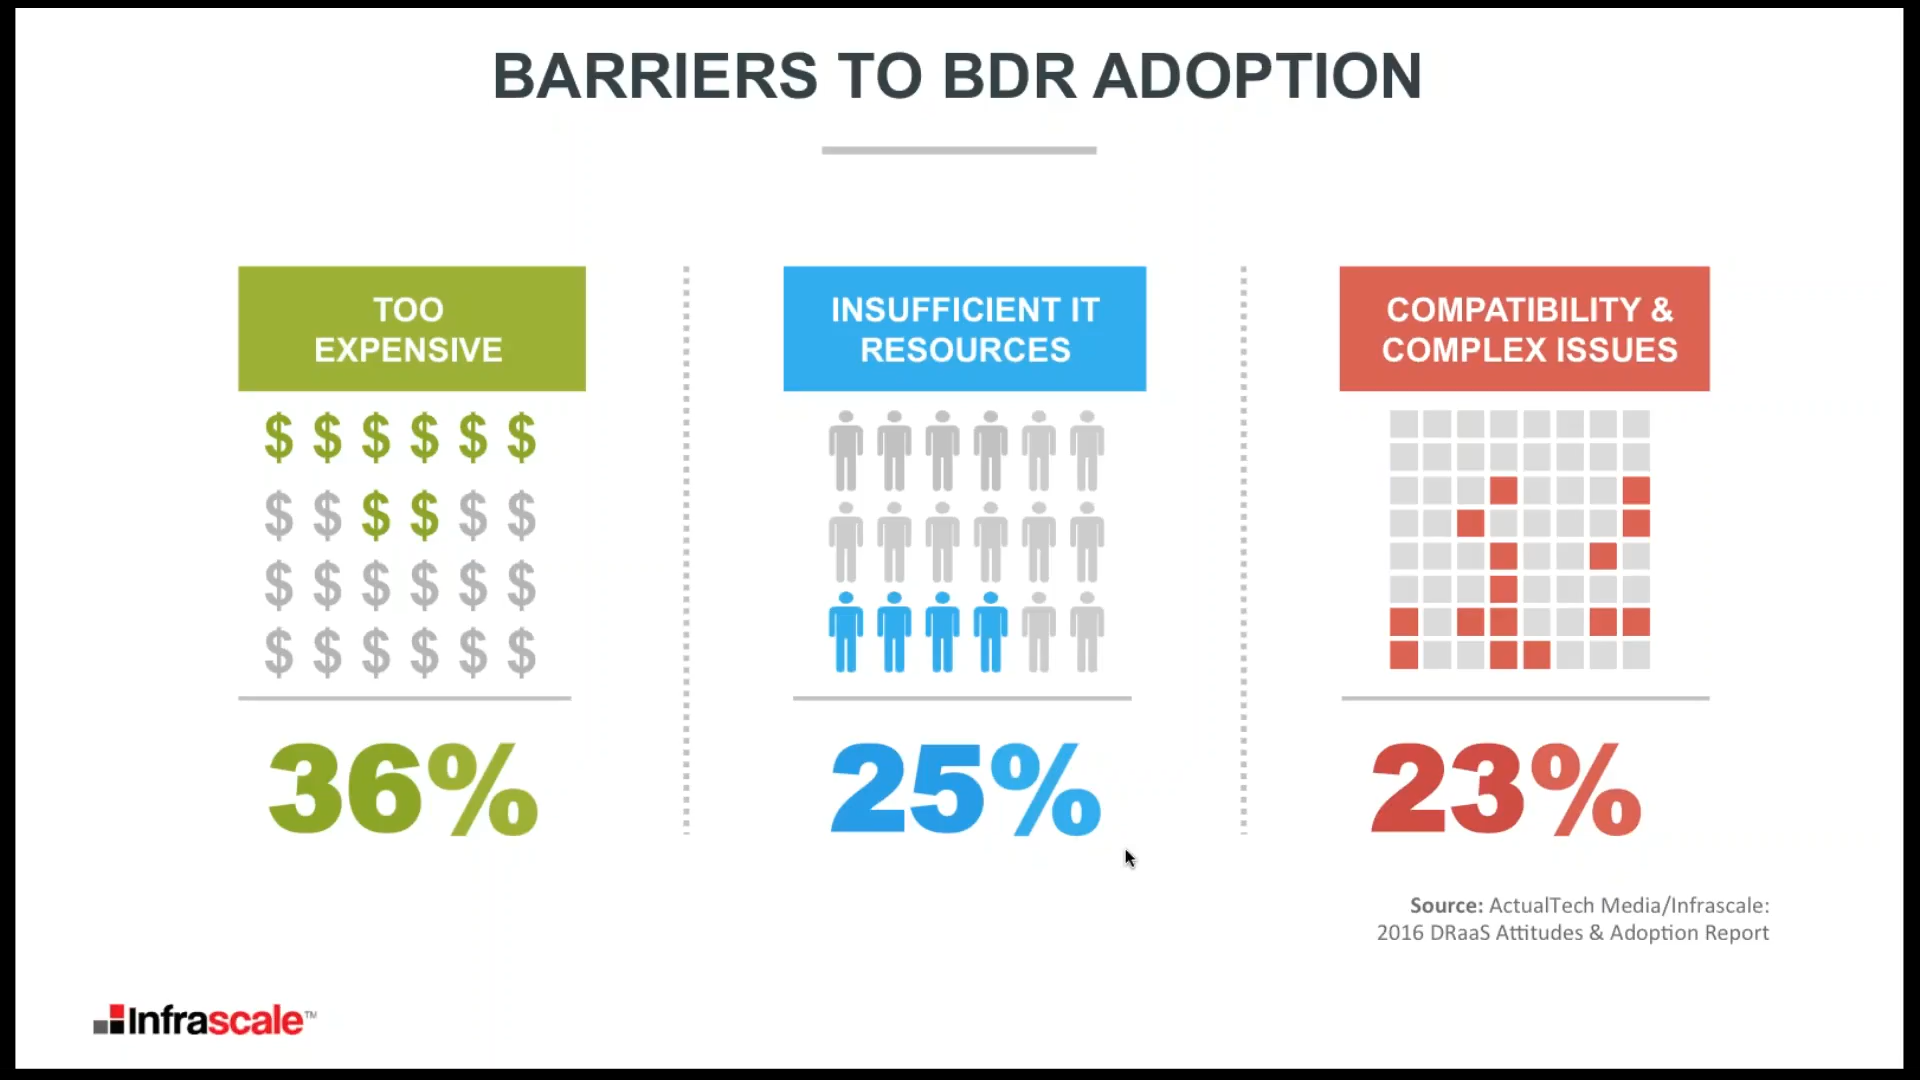 BARRIERS TO BDR ADOPTION
TOO
EXPENSIVE
$ $ $ $ $ $
$ $ $ $ $ $
$ $ $ $ $ $
$ $ $ $ $ $
36%
INSUFFICIENT IT
RESOURCES
25%
COMPATIBILITY &
COMPLEX ISSUES
23%
Source: ActualTech Media/Infrascale:
2016 DRaaS Attitudes & Adoption Report
Infrascale™